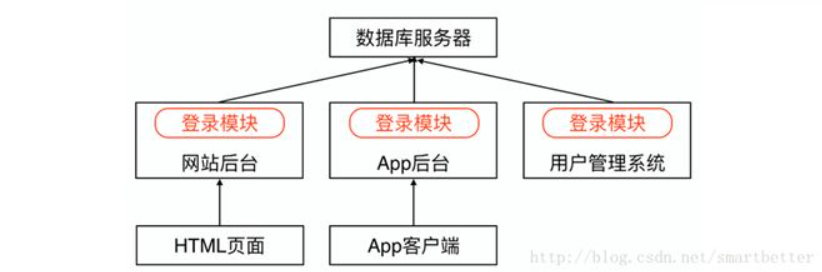 数据库服务器
登录模块
登录模块
登录模块
网站后台
App后台
用户管理系统
HTML页面
App客户端
http://blog.csdn.net/smartbetter